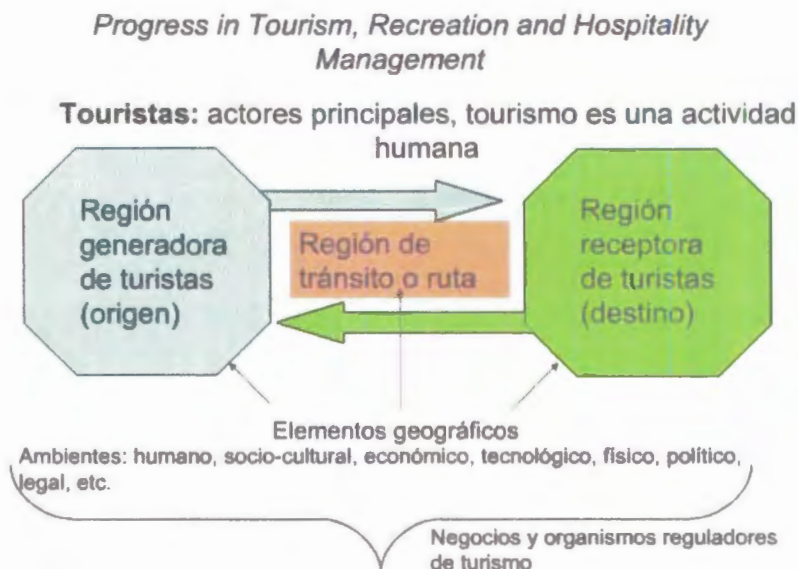 Progress in Tourism, Recreation and Hospitality
Management
Touristas: actores principales, tourismo es una actividad
humana
Región
generadora
de turistas
(origen)
Región de
tránsito o ruta
Región
receptora
de turistas
(destino)
Elementos geográficos
Ambientes: humano, socio-cultural, económico, tecnológico, físico, político,
legal, etc.
Negocios y organismos reguladores
de turismo